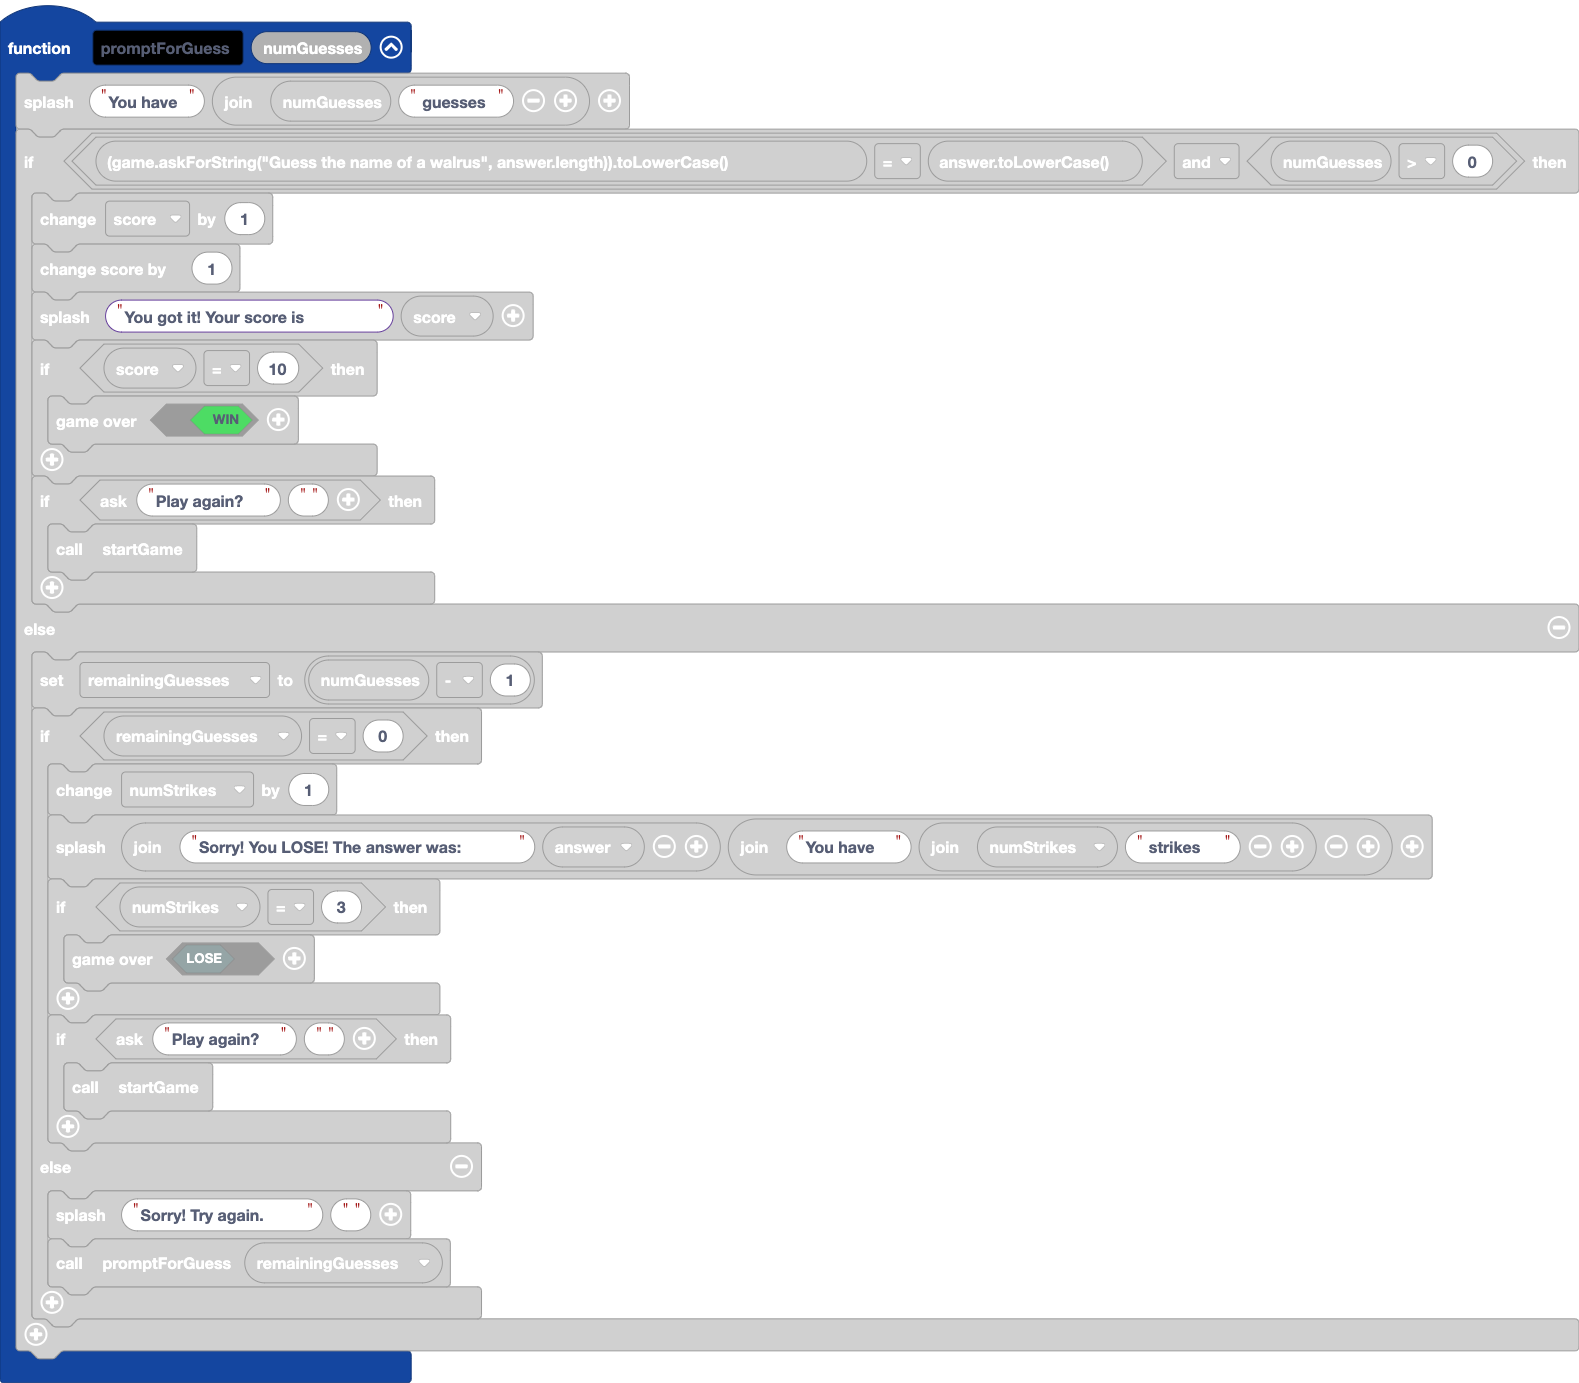 function promptForGuess numGuesses
splash "You have " join numGuesses " guesses "
if (game.askForString("Guess the name of a walrus", answer.length)).toLowerCase() = answer.toLowerCase() and numGuesses > 0 then
change score by 1
change score by 1
splash "You got it! Your score is " score
if score = 10 then
game over WIN
if ask "Play again? " " " then
call startGame
else
set remainingGuesses to numGuesses - 1
if remainingGuesses = 0 then
change numStrikes by 1
splash join "Sorry! You LOSE! The answer was: " answer join "You have " join numStrikes " strikes "
if numStrikes = 3 then
game over LOSE
if ask "Play again? " " " then
call startGame
else
splash "Sorry! Try again. " " "
call promptForGuess remainingGuesses